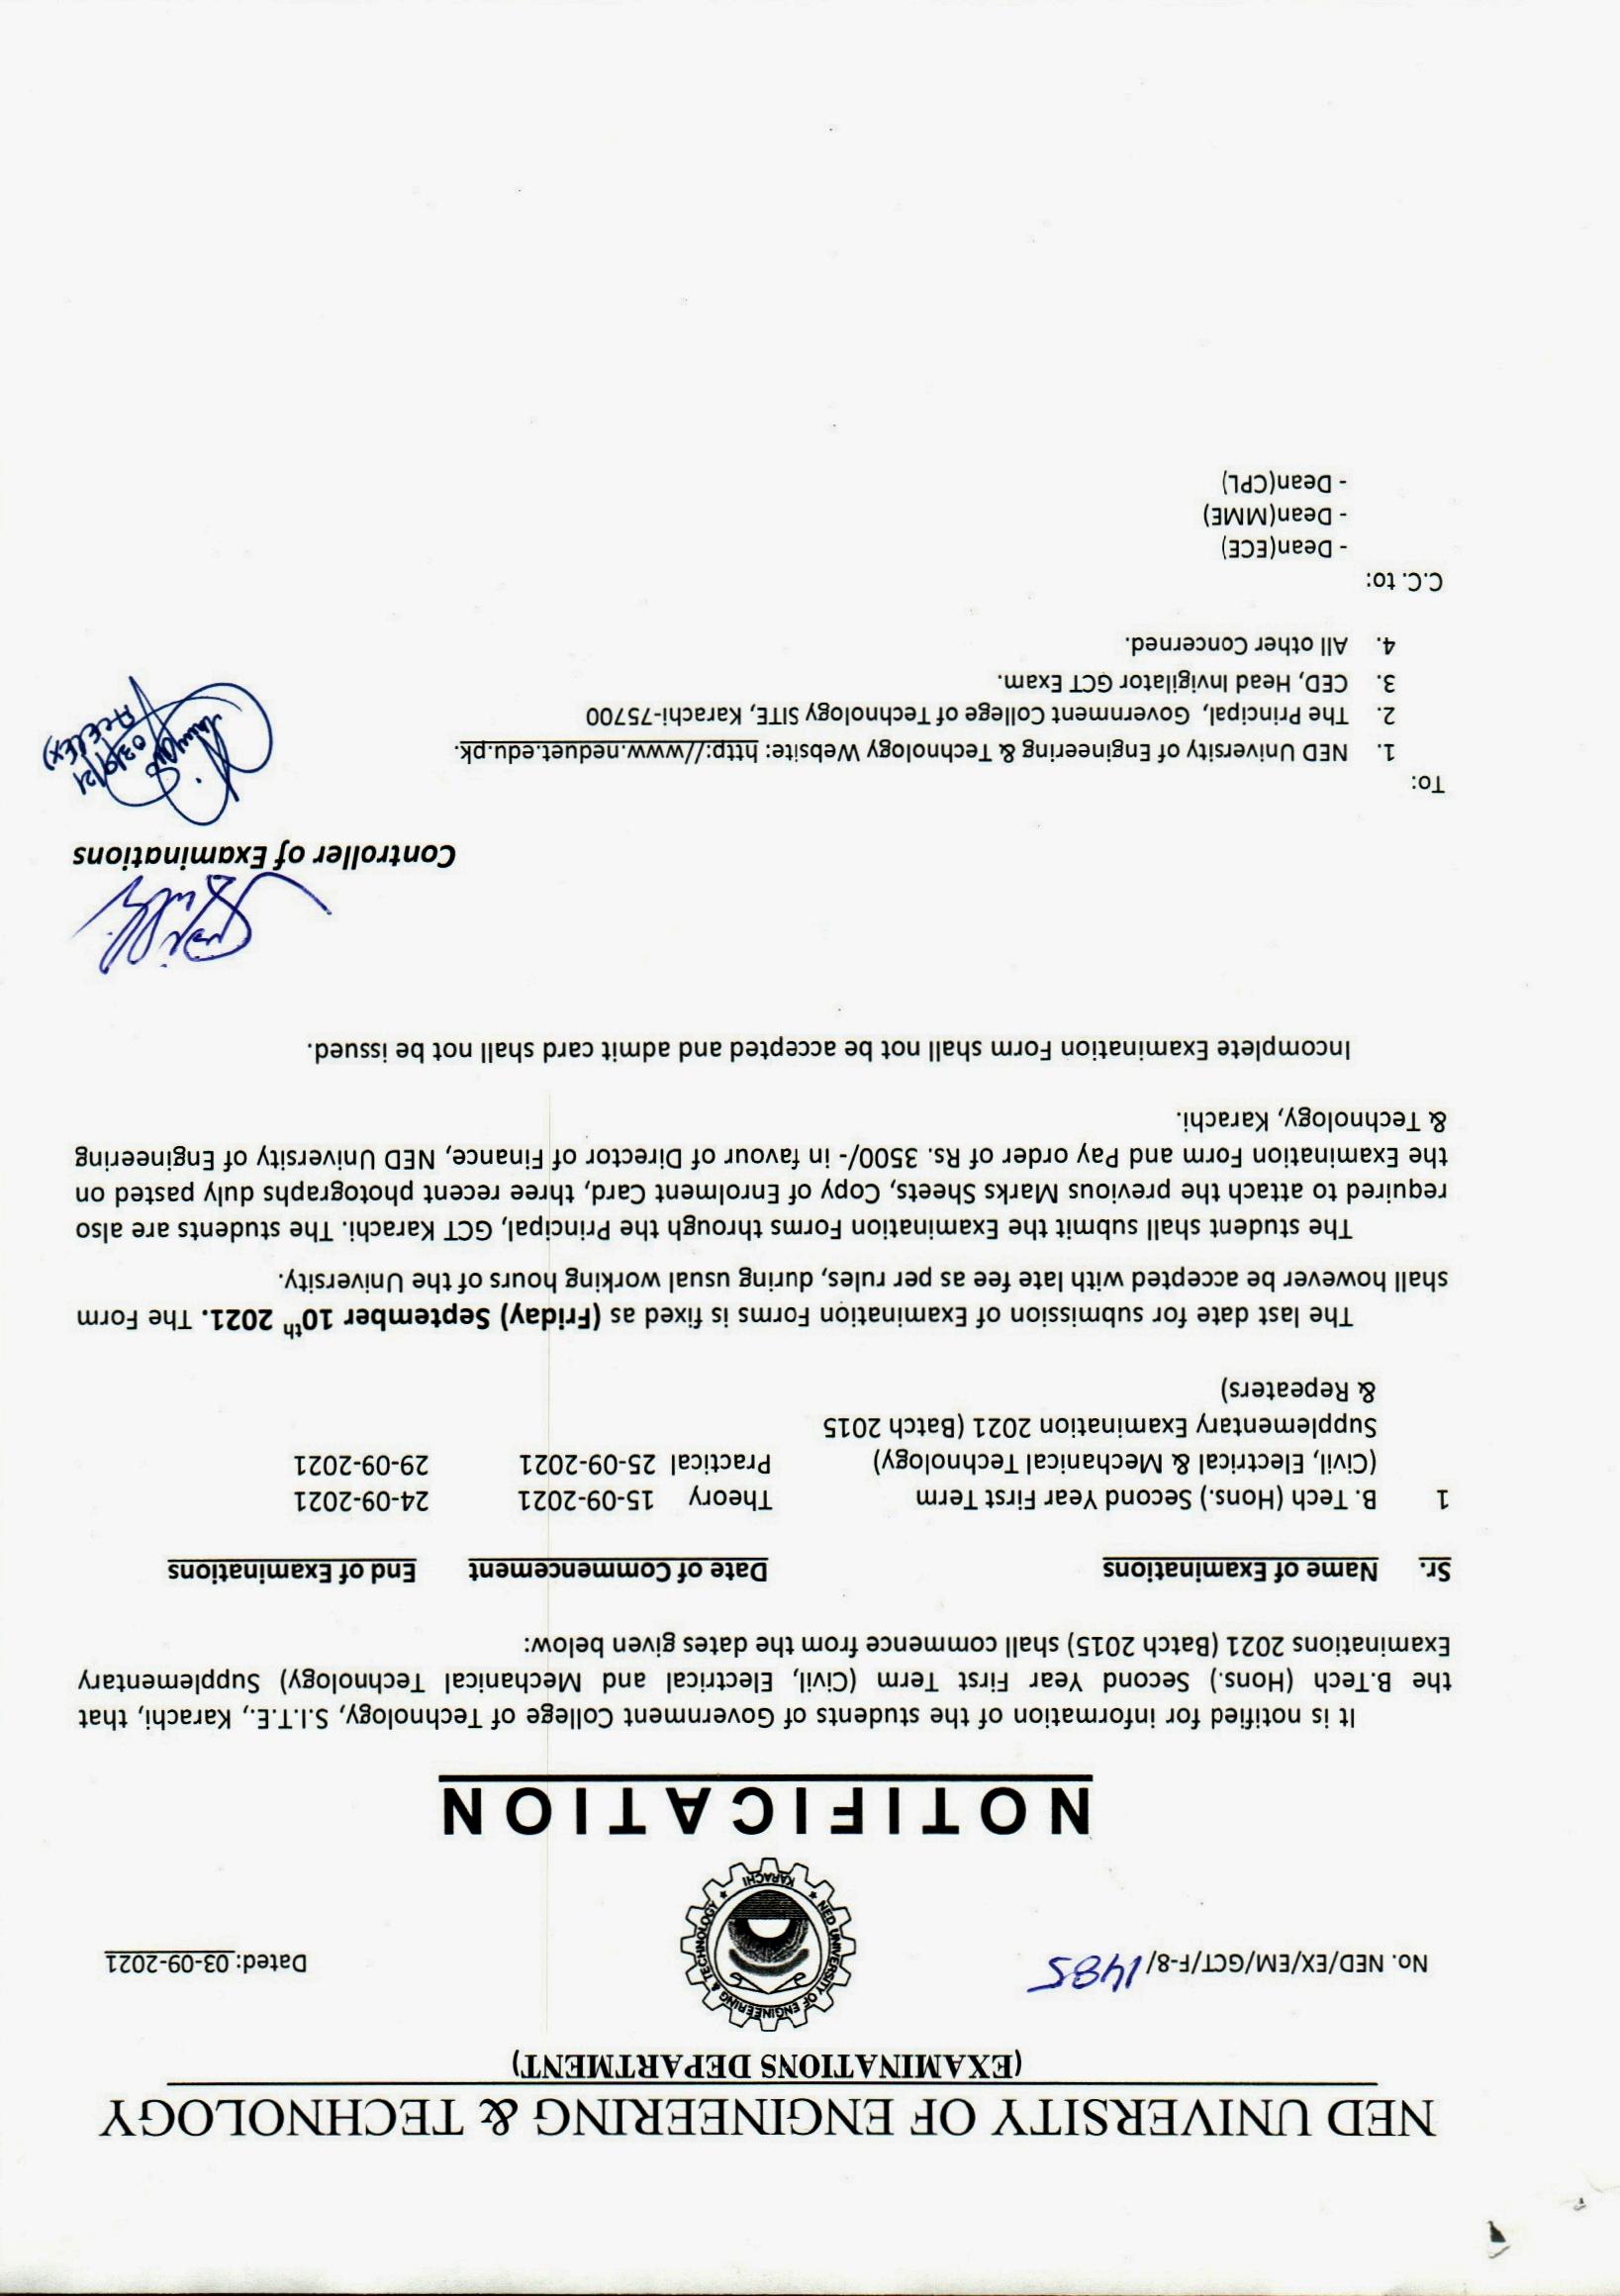 NED UNIVERSITY OF ENGINEERING & TECHNOLOGY
(EXAMINATIONS DEPARTMENT)
No. NED/EX/EM/GCT/F-8/1485
NED UNIVERSITY OF ENGINEERING & TECHNOLOGY
KARACHI
Dated: 03-09-2021
NOTIFICATION
It is notified for information of the students of Government College of Technology, S.I.T.E., Karachi, that
the B.Tech (Hons.) Second Year First Term (Civil, Electrical and Mechanical Technology) Supplementary
Examinations 2021 (Batch 2015) shall commence from the dates given below:
Sr. Name of Examinations Date of Commencement End of Examinations
1 B. Tech (Hons.) Second Year First Term Theory 15-09-2021 24-09-2021
(Civil, Electrical & Mechanical Technology) Practical 25-09-2021 29-09-2021
Supplementary Examination 2021 (Batch 2015
& Repeaters)
The last date for submission of Examination Forms is fixed as (Friday) September 10th 2021. The Form
shall however be accepted with late fee as per rules, during usual working hours of the University.
The student shall submit the Examination Forms through the Principal, GCT Karachi. The students are also
required to attach the previous Marks Sheets, Copy of Enrolment Card, three recent photographs duly pasted on
the Examination Form and Pay order of Rs. 3500/- in favour of Director of Finance, NED University of Engineering
& Technology, Karachi.
Incomplete Examination Form shall not be accepted and admit card shall not be issued.
Controller of Examinations
03/9/21
ACE(EX)
To:
1. NED University of Engineering & Technology Website: http://www.neduet.edu.pk.
2. The Principal, Government College of Technology SITE, Karachi-75700
3. CED, Head Invigilator GCT Exam.
4. All other Concerned.
C.C. to:
- Dean(ECE)
- Dean(MME)
- Dean(CPL)